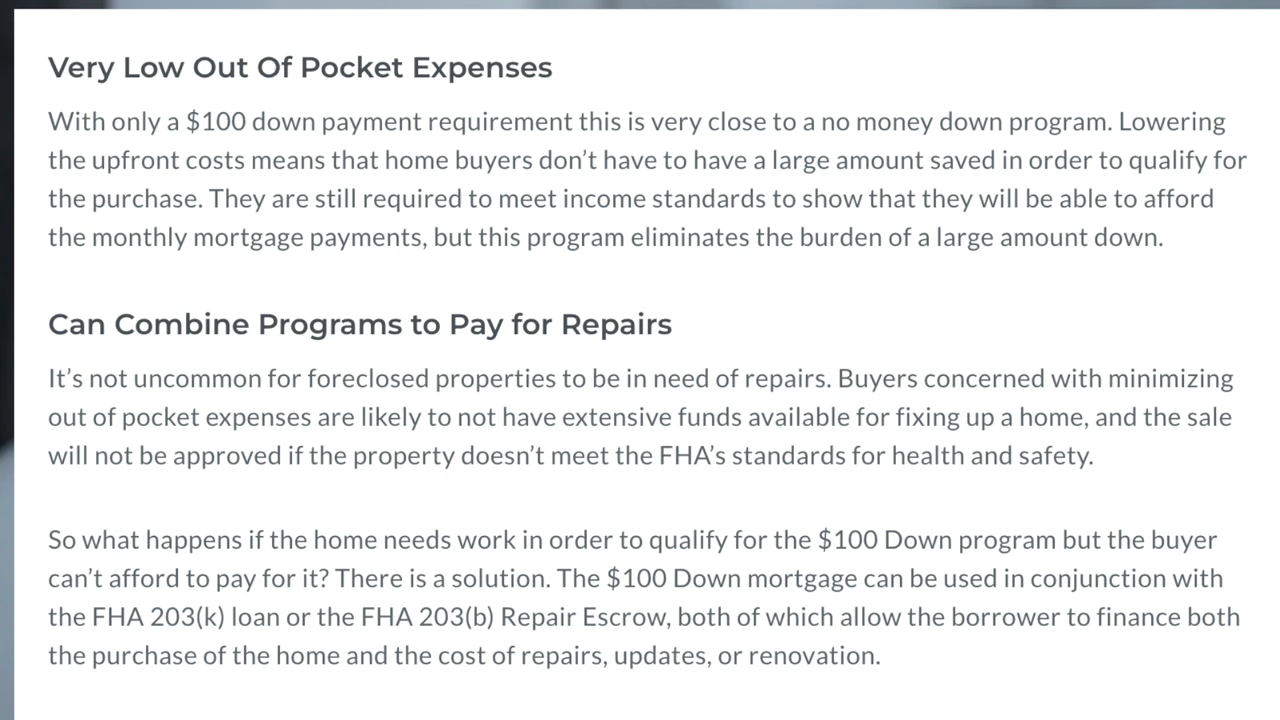 Very Low Out Of Pocket Expenses
With only a $100 down payment requirement this is very close to a no money down program. Lowering
the upfront costs means that home buyers don’t have to have a large amount saved in order to qualify for
the purchase. They are still required to meet income standards to show that they will be able to afford
the monthly mortgage payments, but this program eliminates the burden of a large amount down.
Can Combine Programs to Pay for Repairs
It’s not uncommon for foreclosed properties to be in need of repairs. Buyers concerned with minimizing
out of pocket expenses are likely to not have extensive funds available for fixing up a home, and the sale
will not be approved if the property doesn’t meet the FHA’s standards for health and safety.
So what happens if the home needs work in order to qualify for the $100 Down program but the buyer
can’t afford to pay for it? There is a solution. The $100 Down mortgage can be used in conjunction with
the FHA 203(k) loan or the FHA 203(b) Repair Escrow, both of which allow the borrower to finance both
the purchase of the home and the cost of repairs, updates, or renovation.